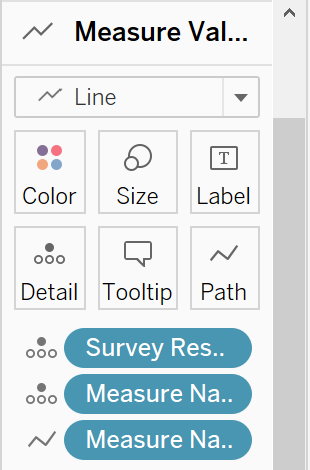 Measure Val...
Line
Color Size Label
Detail Tooltip Path
Survey Res..
Measure Na..
Measure Na..